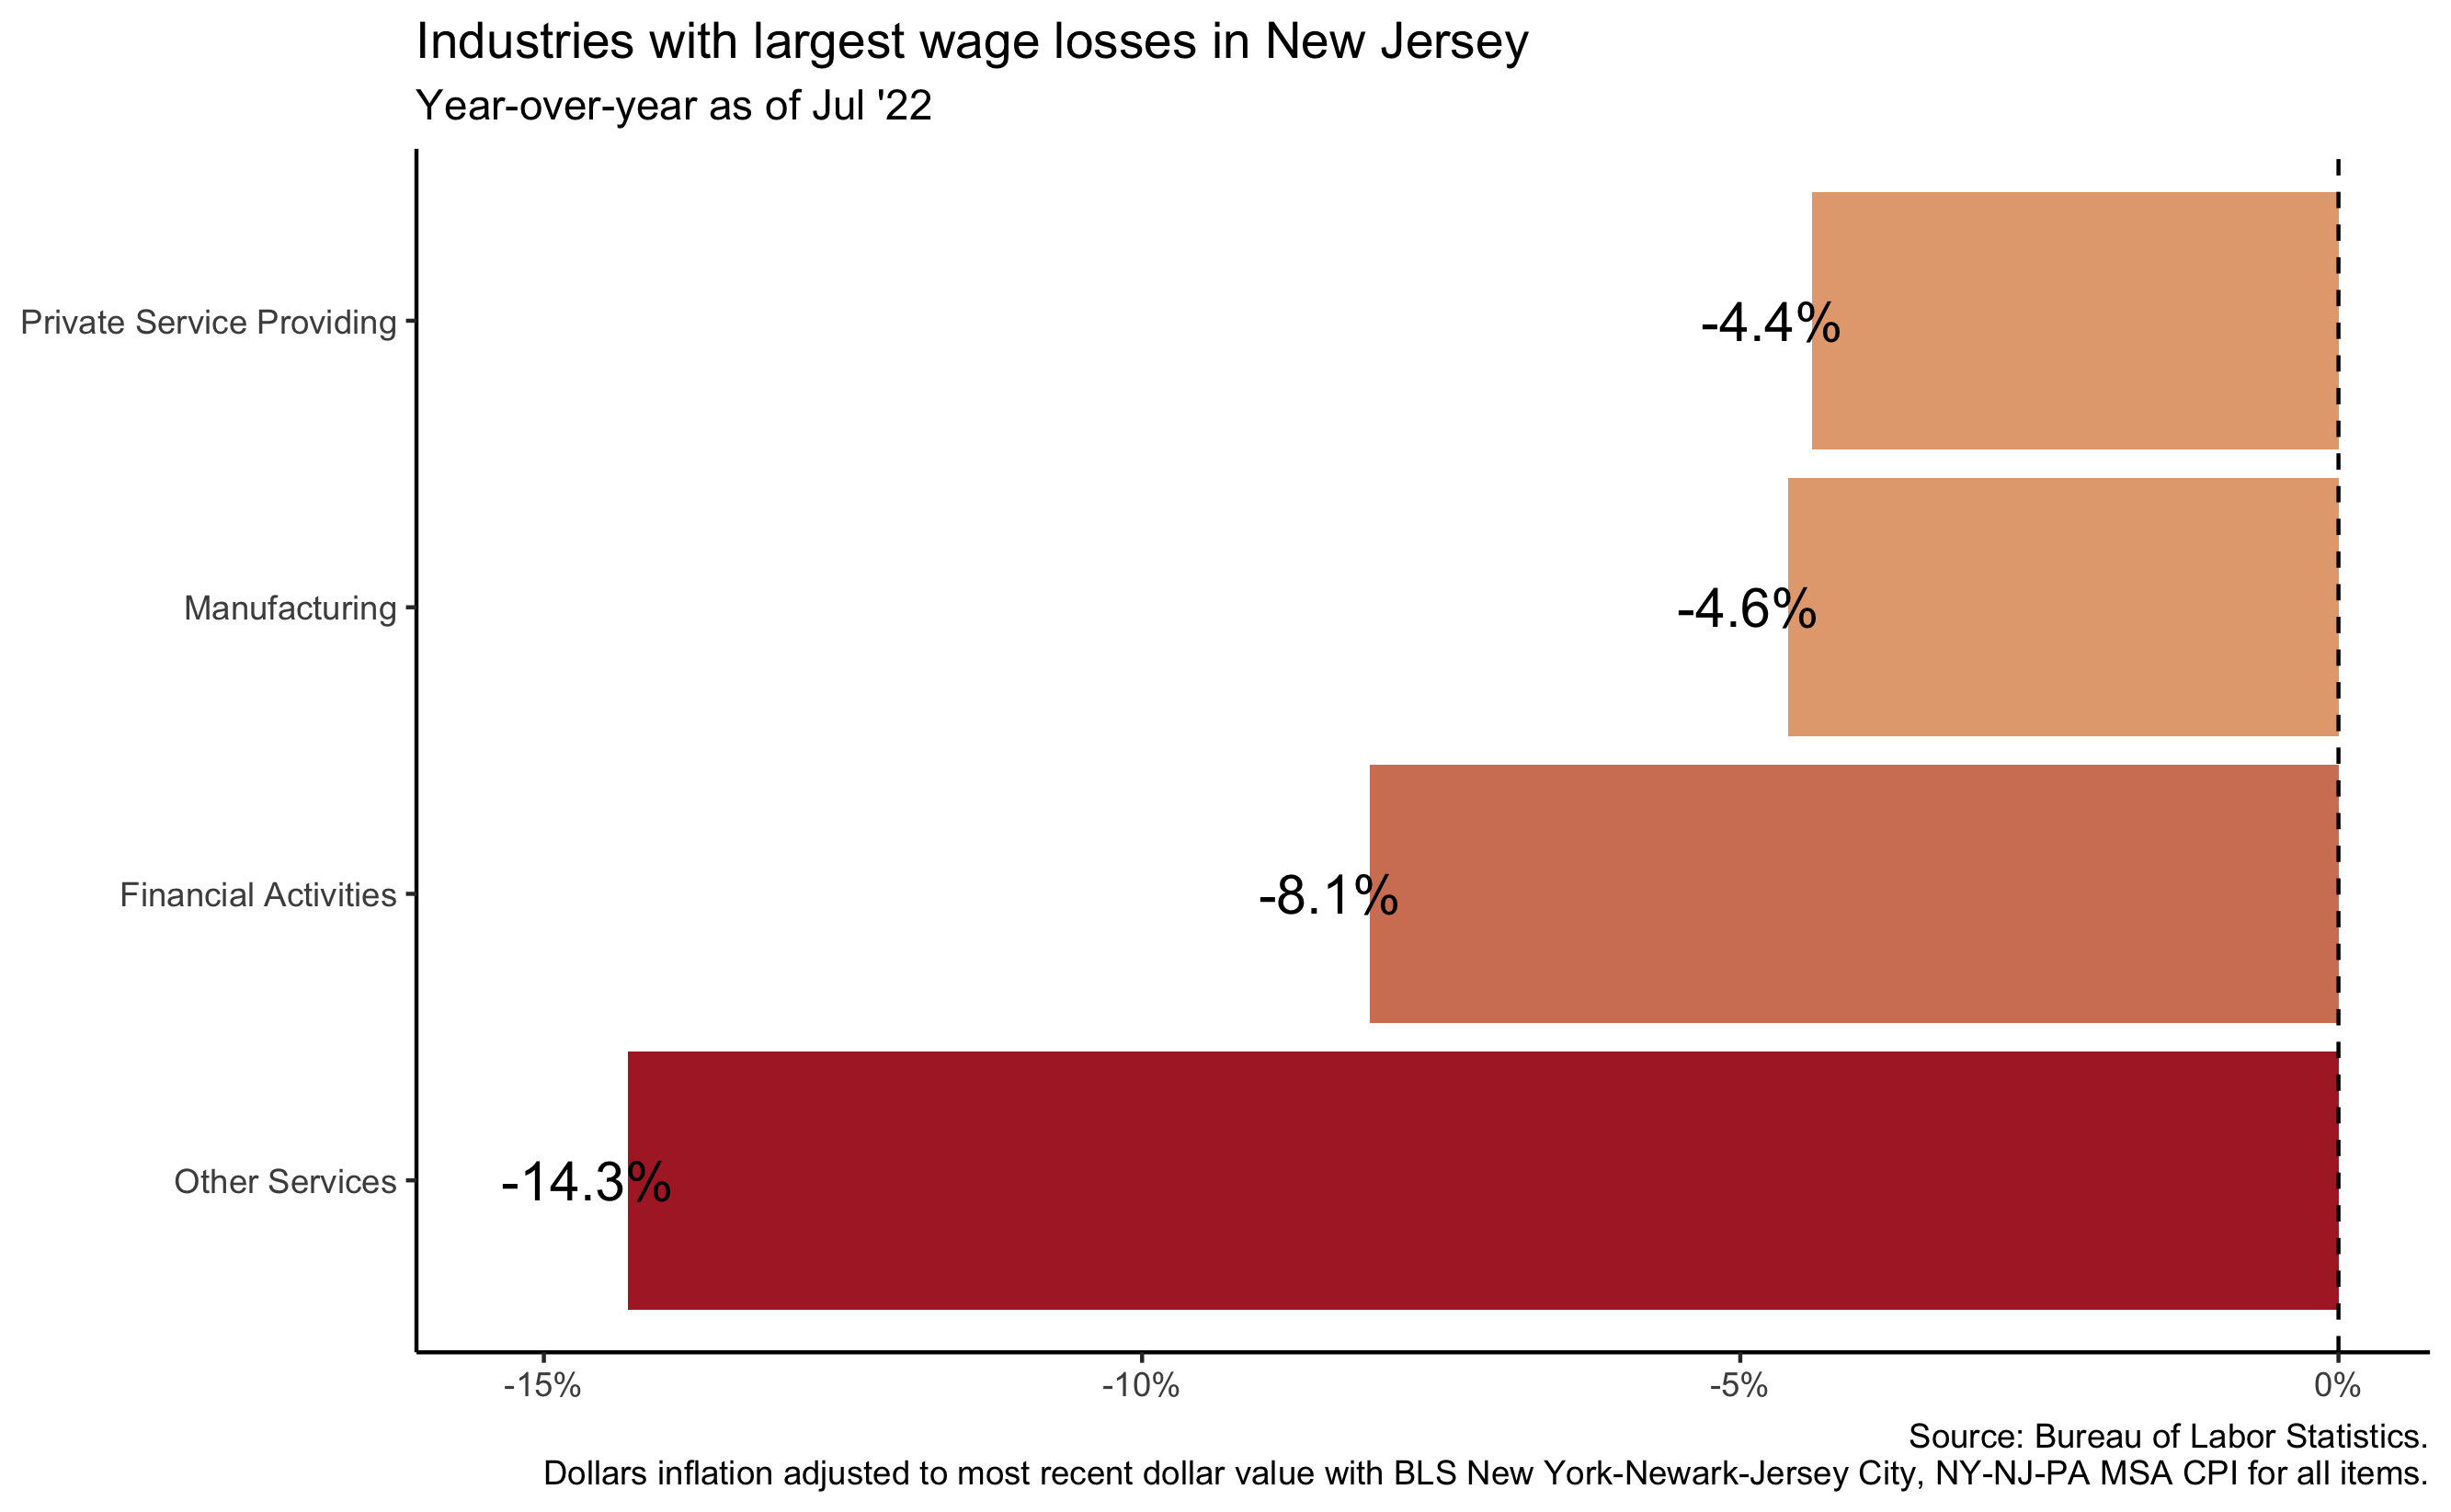 Industries with largest wage losses in New Jersey
Year-over-year as of Jul '22
Private Service Providing
-4.4%
Manufacturing
-4.6%
Financial Activities
-8.1%
Other Services
-14.3%
-15%
-10%
-5%
0%
Source: Bureau of Labor Statistics.
Dollars inflation adjusted to most recent dollar value with BLS New York-Newark-Jersey City, NY-NJ-PA MSA CPI for all items.